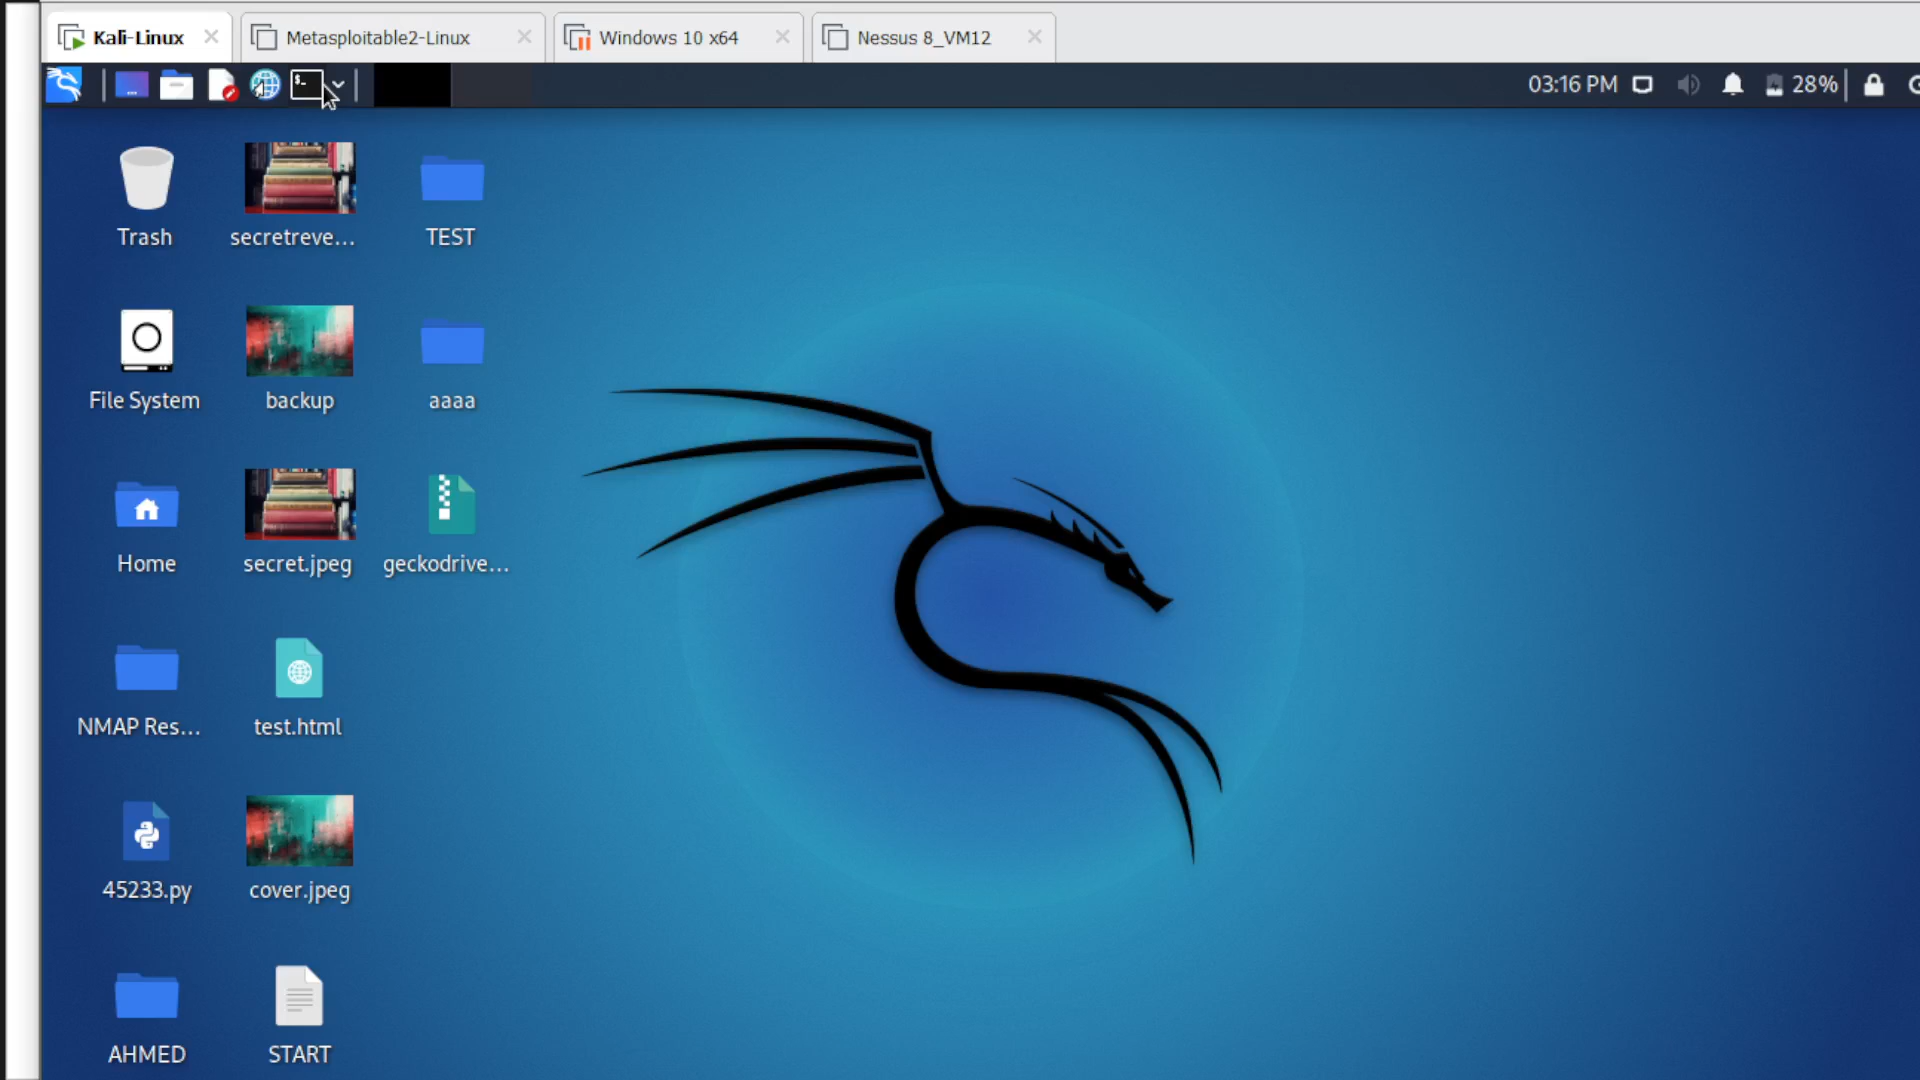 Kali-Linux
Metasploitable2-Linux
Windows 10 x64
Nessus 8_VM12
$-
03:16 PM
28%
Trash
secretreve...
TEST
File System
backup
aaaa
Home
secret.jpeg
geckodrive...
NMAP Res...
test.html
45233.py
cover.jpeg
AHMED
START